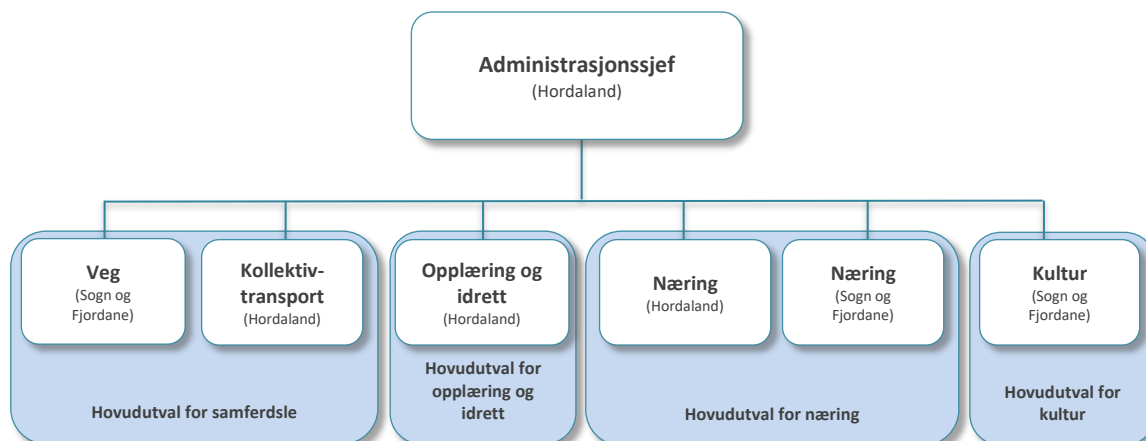 Administrasjonssjef
(Hordaland)
Veg
(Sogn og
Fjordane)
Kollektiv-
transport
(Hordaland)
Opplæring og
idrett
(Hordaland)
Næring
(Hordaland)
Næring
(Sogn og
Fjordane)
Kultur
(Sogn og
Fjordane)
Hovudutval for samferdsle
Hovudutval for
opplæring og
idrett
Hovudutval for næring
Hovudutval for
kultur